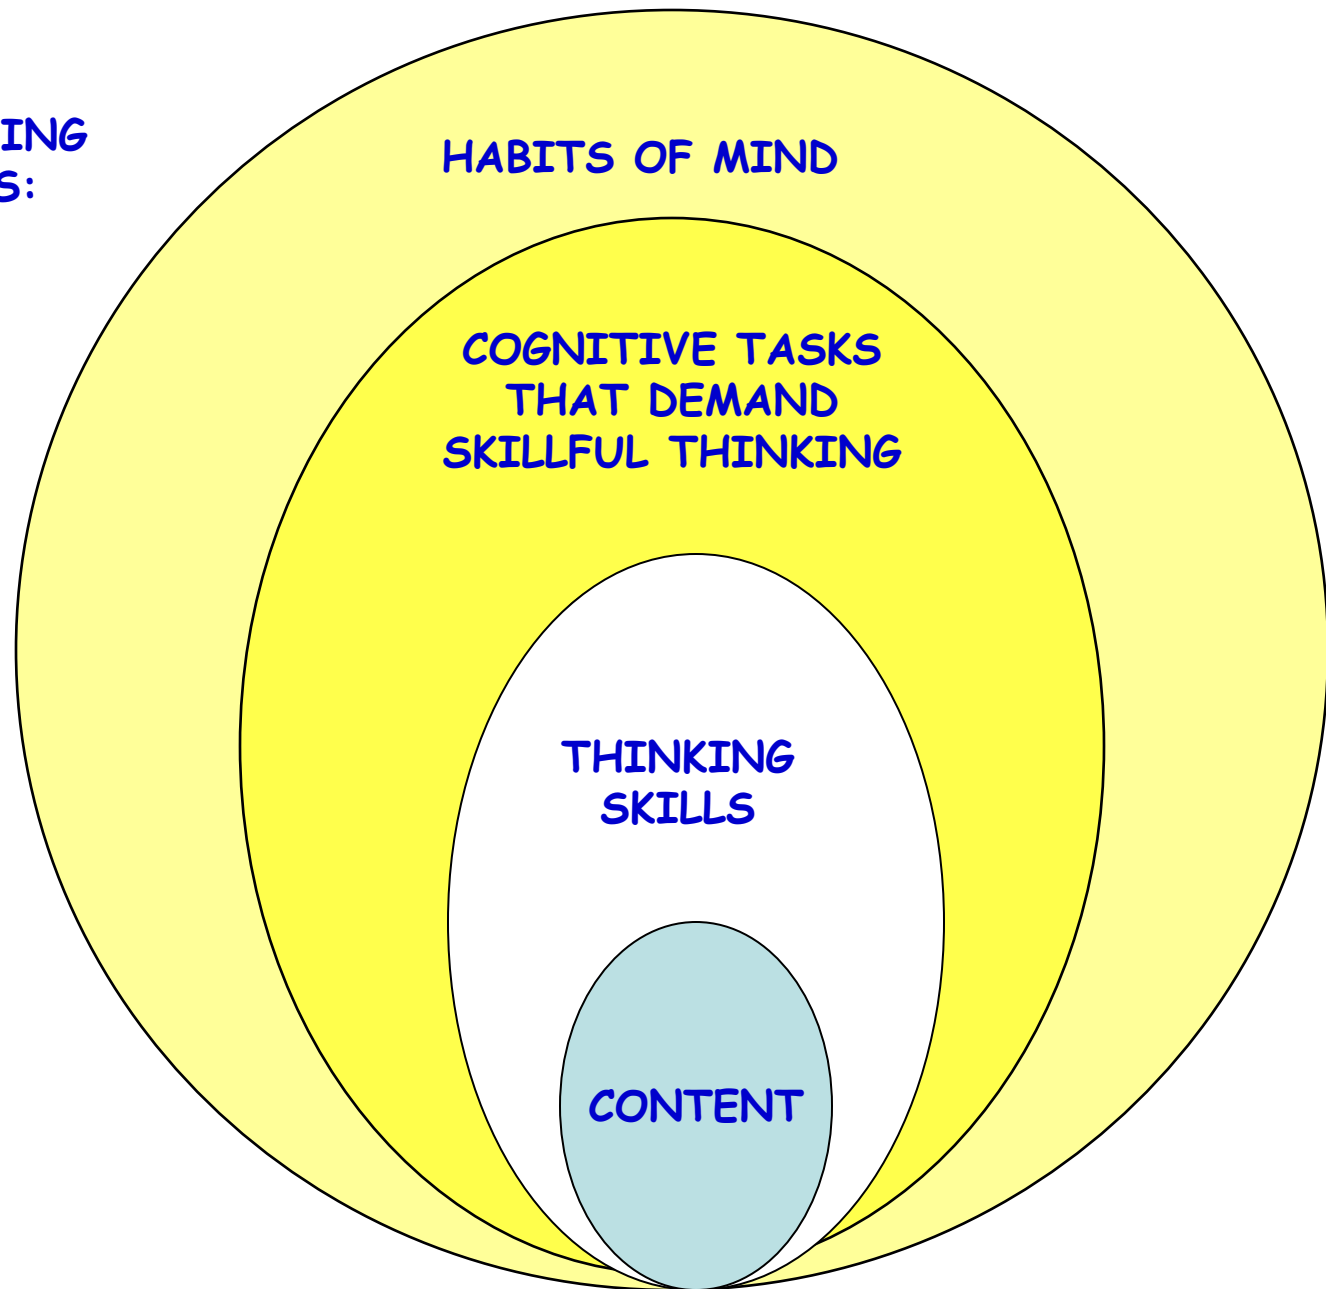 ING
S:
HABITS OF MIND
COGNITIVE TASKS
THAT DEMAND
SKILLFUL THINKING
THINKING
SKILLS
CONTENT